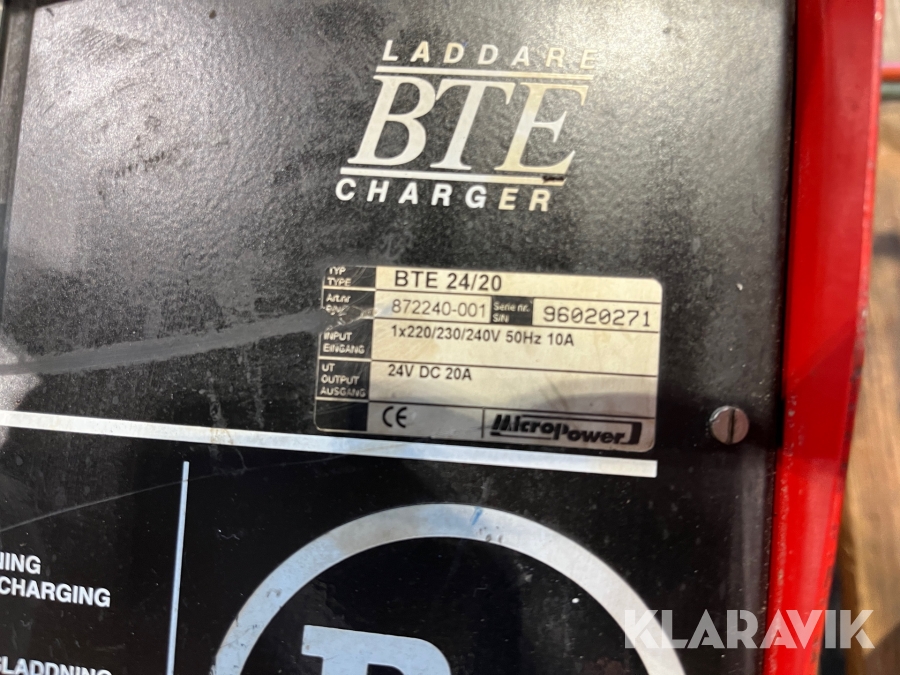 LADDARE
BTE
CHARGER
TYP
TYPE
BTE 24/20
Art.nr
872240-001
Serie nr.
S/N
96020271
INPUT
EINGANG
1x220/230/240V 50Hz 10A
UT
OUTPUT
AUSGANG
24V DC 20A
CE
MicroPower
NING
CHARGING
SLADDNING
KLARAVIK